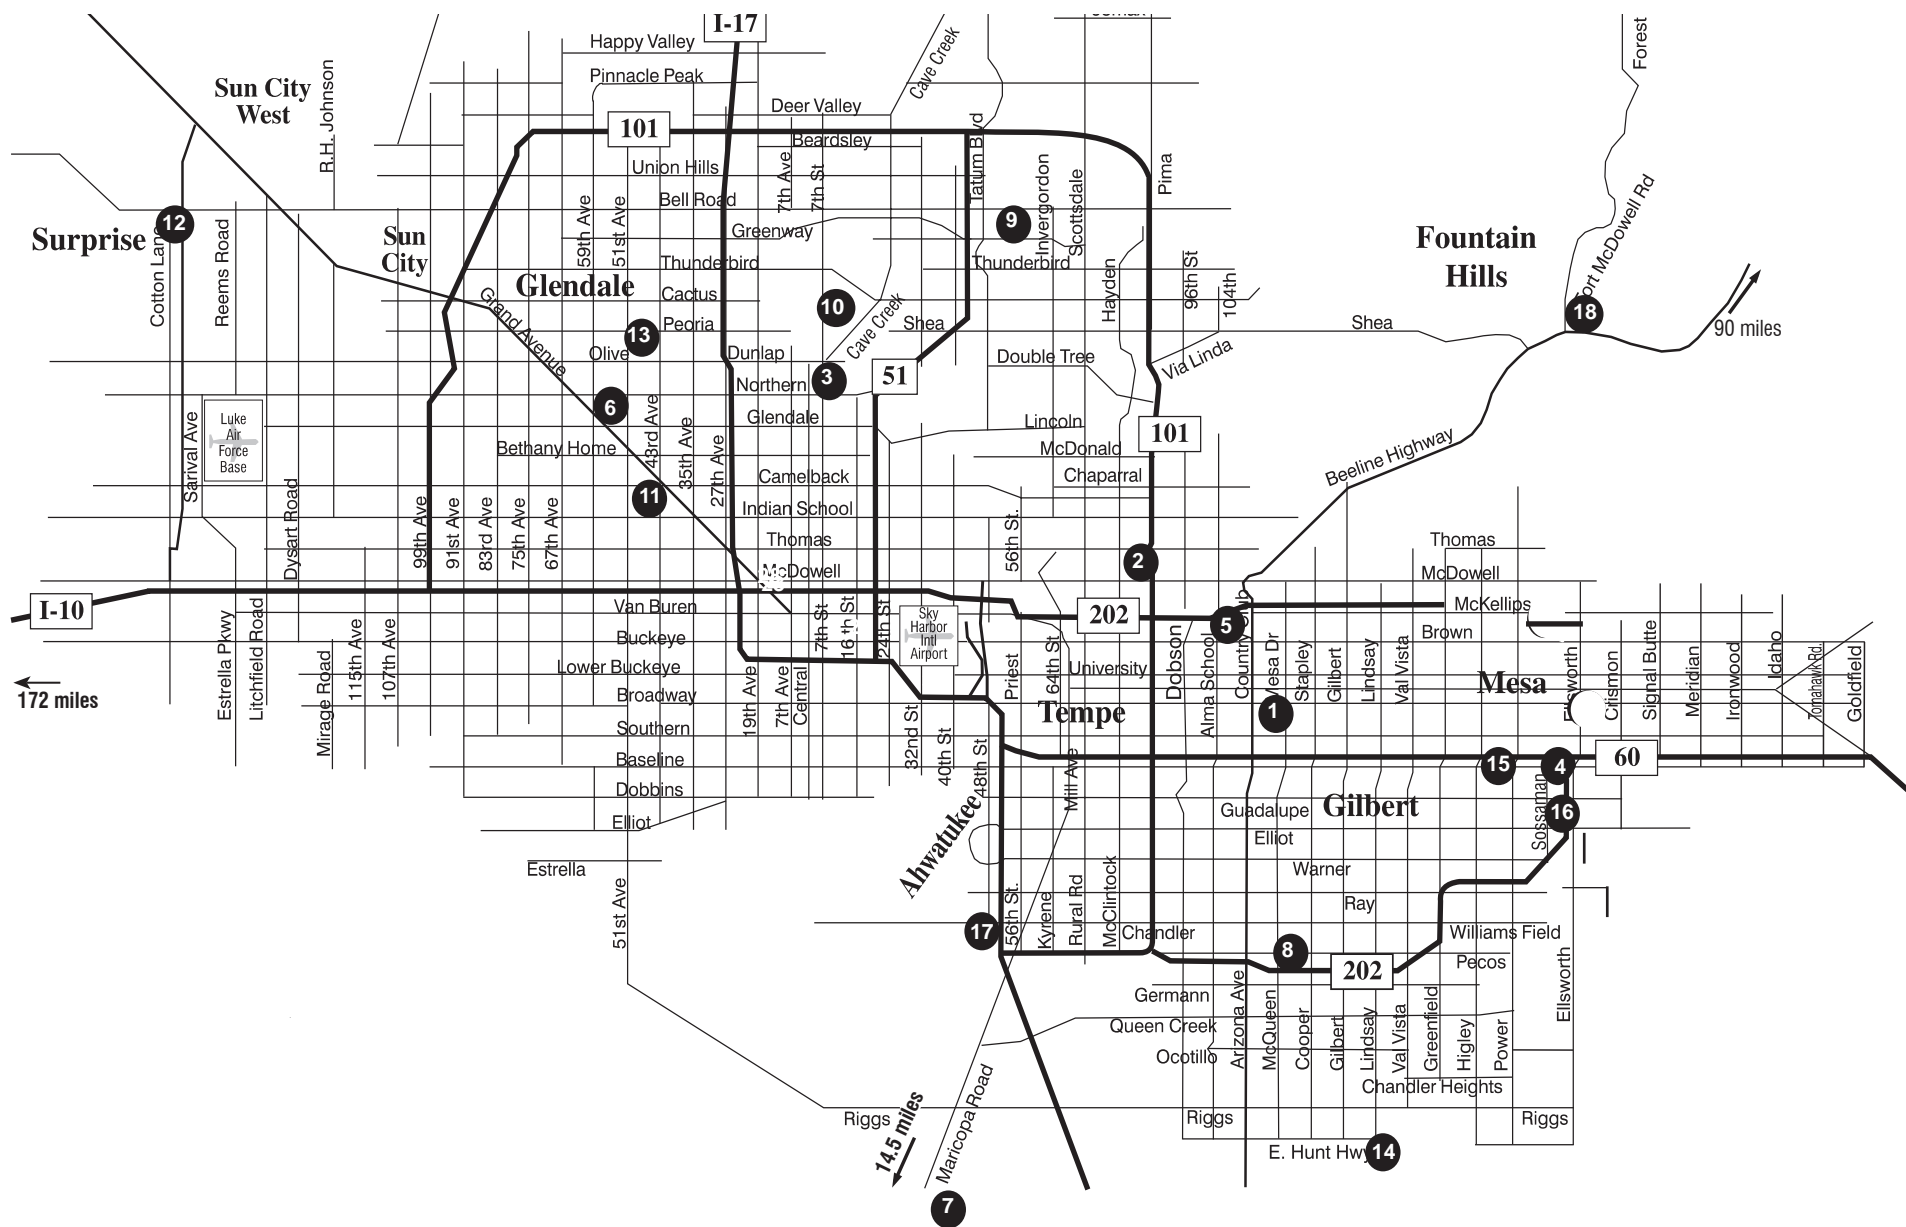 Jomax
I-17
Happy Valley
Cave Creek
Forest
Sun City
West
R.H. Johnson
Pinnacle Peak
Deer Valley
101
Beardsley
Tatum Blvd
Union Hills
7th Ave
7th St
Invergordon
Scottsdale
Pima
Bell Road
59th Ave
51st Ave
12
Surprise
Cotton Lane
Reems Road
Sun
City
Greenway
9
Fountain
Hills
Fort McDowell Rd
Thunderbird
Thunderbird
Glendale
Grand Avenue
Cactus
10
Cave Creek
Hayden
96th St
104th
18
90 miles
Peoria
13
Shea
Shea
Olive
Dunlap
Double Tree
Via Linda
Northern
3
51
6
Luke
Air
Force
Base
Sarival Ave
43rd Ave
35th Ave
27th Ave
Glendale
Lincoln
101
Bethany Home
McDonald
Beeline Highway
Camelback
Chaparral
11
Indian School
Dysart Road
99th Ave
91st Ave
83rd Ave
75th Ave
67th Ave
Thomas
56th St.
2
Thomas
McDowell
McDowell
I-10
Van Buren
202
McKellips
5
Estrella Pkwy
Litchfield Road
Mirage Road
115th Ave
107th Ave
Buckeye
7th St
16th St
24th St
Sky
Harbor
Intl
Airport
Brown
Lower Buckeye
University
Priest
64th St
Dobson
Alma School
Country Club
Mesa Dr
Stapley
Gilbert
Lindsay
Val Vista
Mesa
Ellsworth
Crismon
Signal Butte
Meridian
Ironwood
Idaho
Tomahawk Rd.
Goldfield
172 miles
Broadway
19th Ave
7th Ave
Central
Tempe
1
Southern
32nd St
40th St
48th St
Baseline
Mill Ave
15
4
60
Dobbins
Sossaman
16
Guadalupe
Gilbert
Elliot
Elliot
Ahwatukee
Estrella
Warner
51st Ave
Ray
17
56th St.
Kyrene
Rural Rd
McClintock
Chandler
Williams Field
8
202
Pecos
Germann
Arizona Ave
McQueen
Cooper
Gilbert
Lindsay
Val Vista
Greenfield
Higley
Power
Ellsworth
Queen Creek
Ocotillo
Chandler Heights
Riggs
Riggs
Riggs
14.5 miles
Maricopa Road
E. Hunt Hwy
14
7